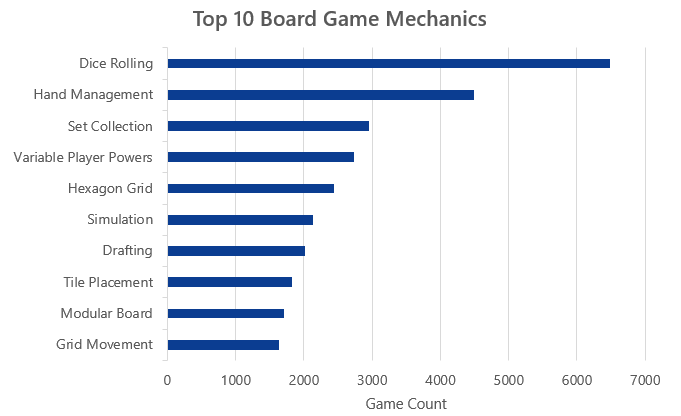 Top 10 Board Game Mechanics
Dice Rolling
Hand Management
Set Collection
Variable Player Powers
Hexagon Grid
Simulation
Drafting
Tile Placement
Modular Board
Grid Movement
0 1000 2000 3000 4000 5000 6000 7000
Game Count